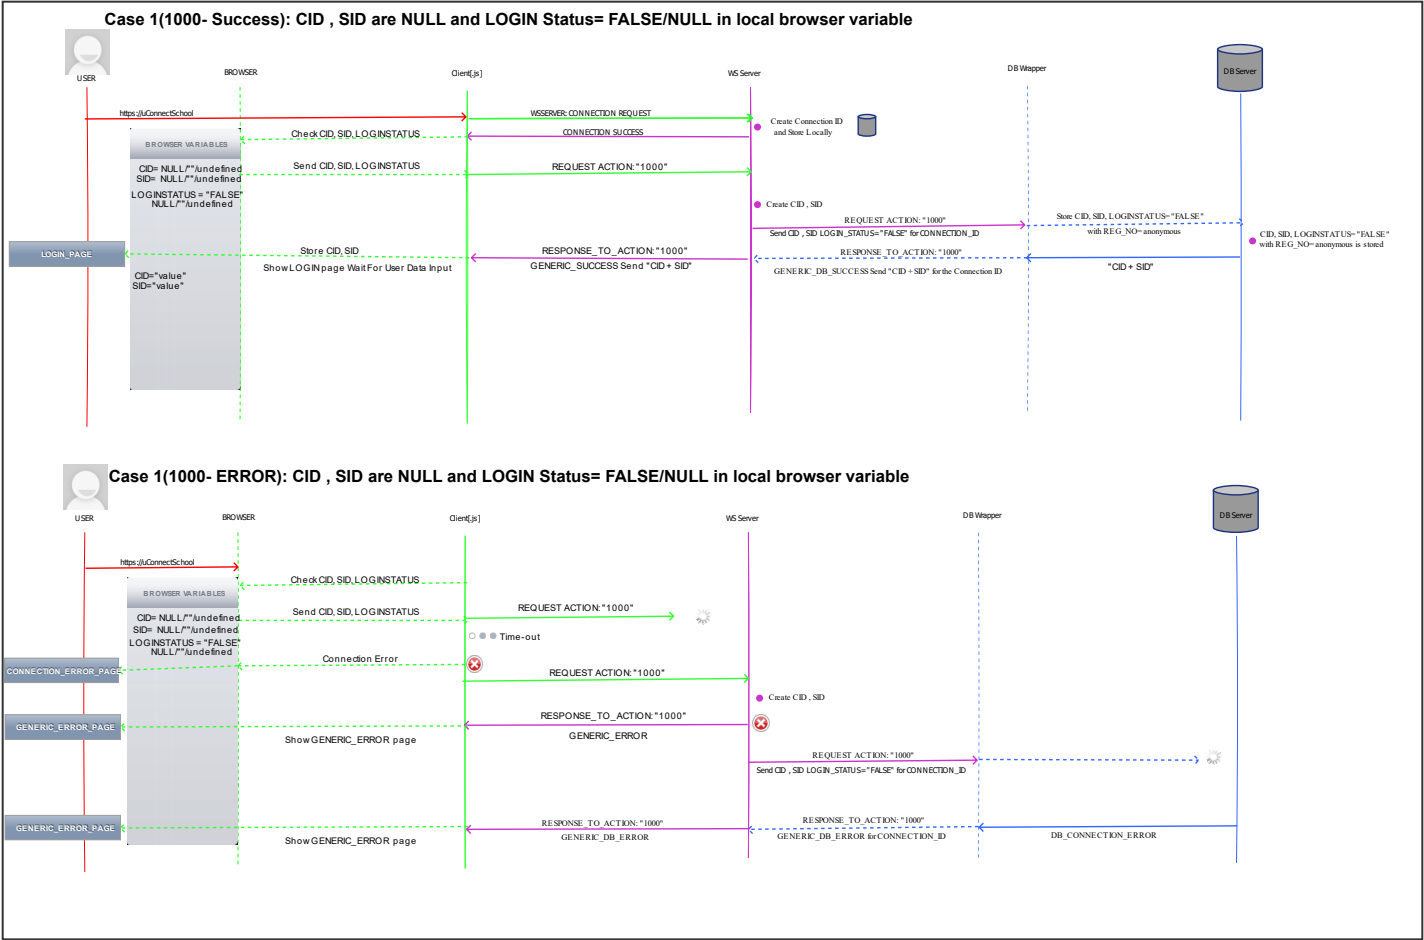 Case 1(1000- Success): CID , SID are NULL and LOGIN Status= FALSE/NULL in local browser variable
USER
BROWSER
Client[.js]
WS Server
DB Wrapper
DB Server
https://uConnectSchool
WSSERVER: CONNECTION REQUEST
Create Connection ID
and Store Locally
Check CID, SID, LOGINSTATUS
CONNECTION SUCCESS
BROWSER VARIABLES
CID= NULL/""/undefined
SID= NULL/""/undefined
LOGINSTATUS = "FALSE"
NULL/""/undefined
Send CID, SID, LOGINSTATUS
REQUEST ACTION: "1000"
Create CID , SID
REQUEST ACTION: "1000"
Send CID , SID LOGIN_STATUS= "FALSE" for CONNECTION_ID
Store CID, SID, LOGINSTATUS= "FALSE"
with REG_NO= anonymous
CID, SID, LOGINSTATUS= "FALSE"
with REG_NO= anonymous is stored
LOGIN_PAGE
Store CID, SID
Show LOGIN page Wait For User Data Input
RESPONSE_TO_ACTION: "1000"
GENERIC_SUCCESS Send "CID + SID"
RESPONSE_TO_ACTION: "1000"
GENERIC_DB_SUCCESS Send "CID + SID" for the Connection ID
"CID + SID"
CID="value"
SID="value"
Case 1(1000- ERROR): CID , SID are NULL and LOGIN Status= FALSE/NULL in local browser variable
USER
BROWSER
Client[.js]
WS Server
DB Wrapper
DB Server
https://uConnectSchool
Check CID, SID, LOGINSTATUS
BROWSER VARIABLES
CID= NULL/""/undefined
SID= NULL/""/undefined
LOGINSTATUS = "FALSE"
NULL/""/undefined
Send CID, SID, LOGINSTATUS
REQUEST ACTION: "1000"
Time-out
CONNECTION_ERROR_PAGE
Connection Error
REQUEST ACTION: "1000"
Create CID , SID
GENERIC_ERROR_PAGE
Show GENERIC_ERROR page
RESPONSE_TO_ACTION: "1000"
GENERIC_ERROR
REQUEST ACTION: "1000"
Send CID , SID LOGIN_STATUS= "FALSE" for CONNECTION_ID
GENERIC_ERROR_PAGE
Show GENERIC_ERROR page
RESPONSE_TO_ACTION: "1000"
GENERIC_DB_ERROR
RESPONSE_TO_ACTION: "1000"
GENERIC_DB_ERROR for CONNECTION_ID
DB_CONNECTION_ERROR